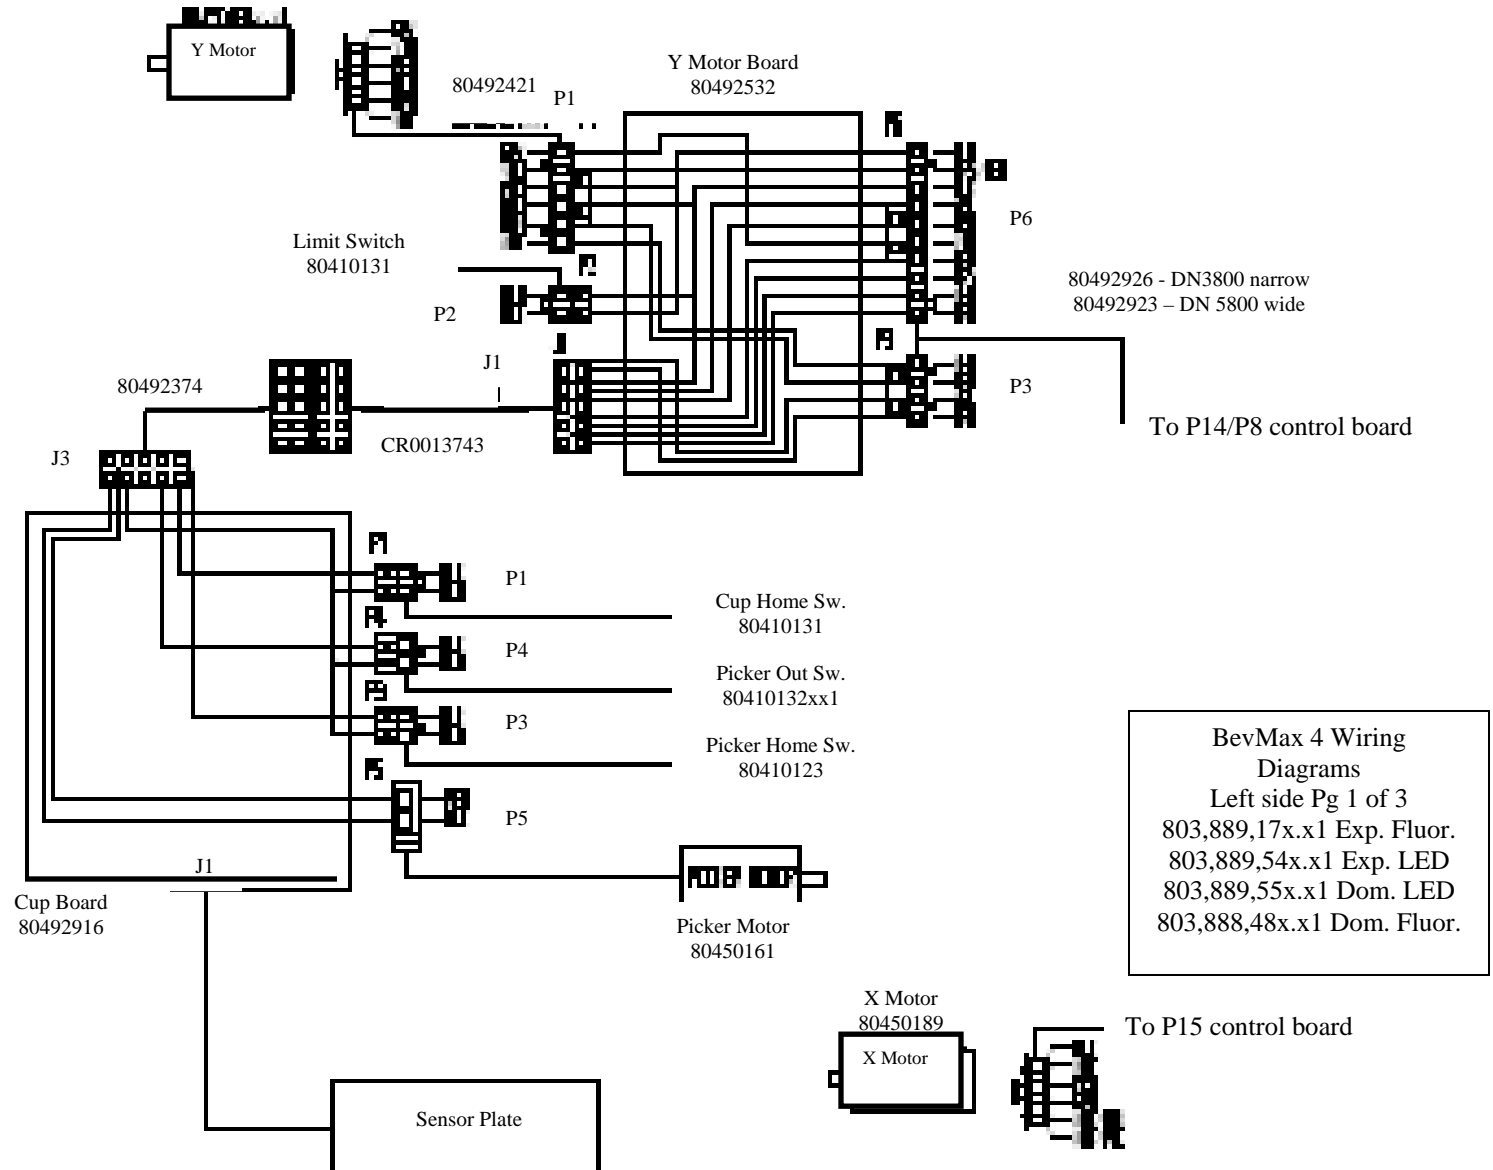 Y Motor
80492421
P1
Y Motor Board
80492532
P6
Limit Switch
80410131
P2
80492926 - DN3800 narrow
80492923 – DN 5800 wide
J1
80492374
P3
To P14/P8 control board
CR0013743
J3
P1
Cup Home Sw.
80410131
P4
Picker Out Sw.
80410132xx1
P3
Picker Home Sw.
80410123
P5
BevMax 4 Wiring
Diagrams
Left side Pg 1 of 3
803,889,17x.x1 Exp. Fluor.
803,889,54x.x1 Exp. LED
803,889,55x.x1 Dom. LED
803,888,48x.x1 Dom. Fluor.
J1
Cup Board
80492916
Picker Motor
80450161
X Motor
80450189
X Motor
To P15 control board
Sensor Plate